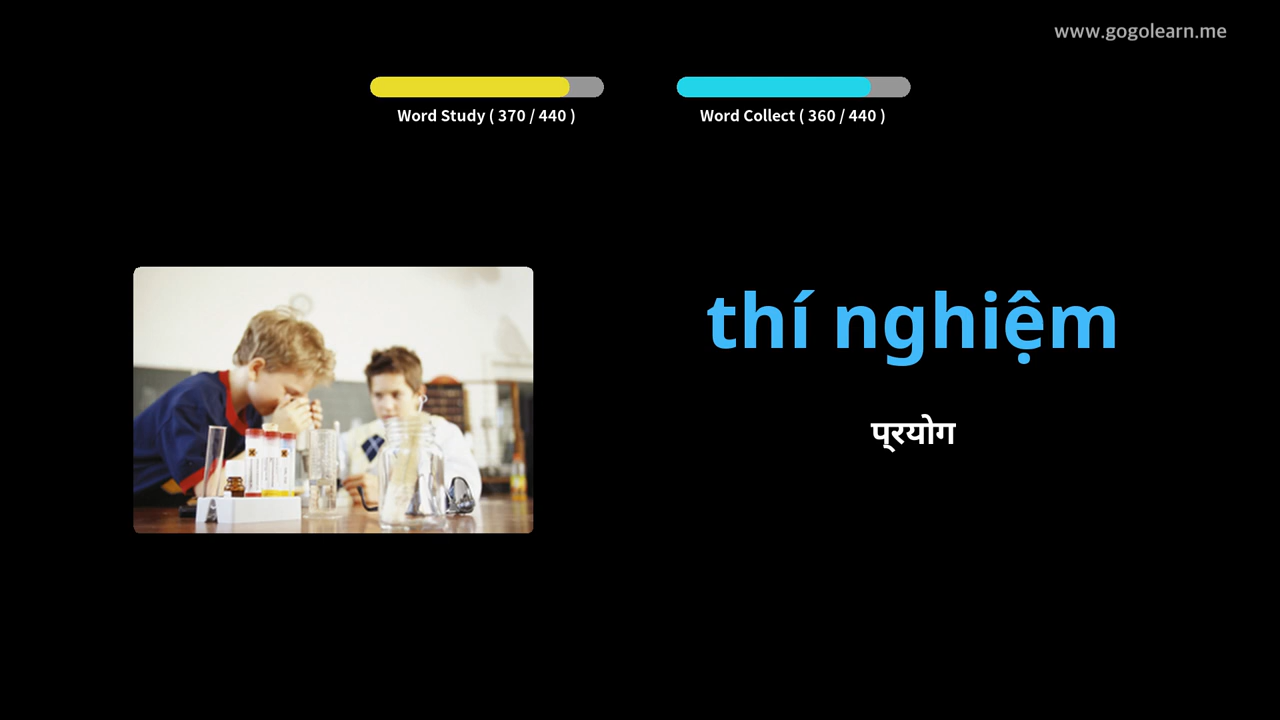 www.gogolearn.me
Word Study ( 370 / 440 )
Word Collect ( 360 / 440 )
thí nghiệm
प्रयोग